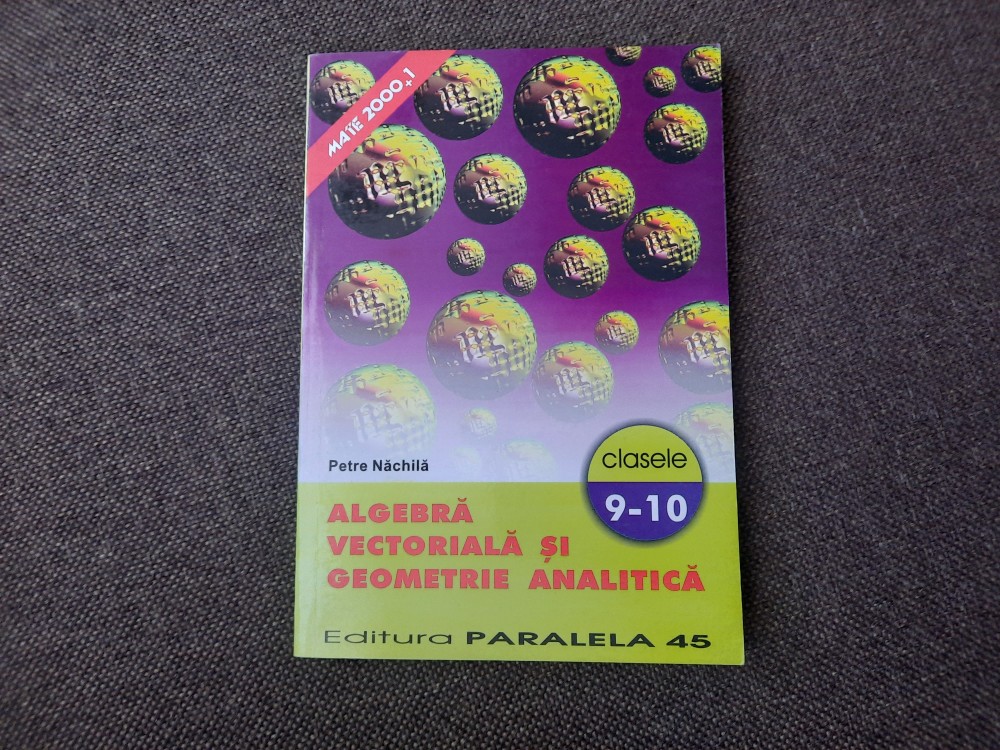 MATE 2000+1
Petre Năchilă
clasele
9-10
ALGEBRĂ
VECTORIALĂ ŞI
GEOMETRIE ANALITICĂ
Editura PARALELA 45